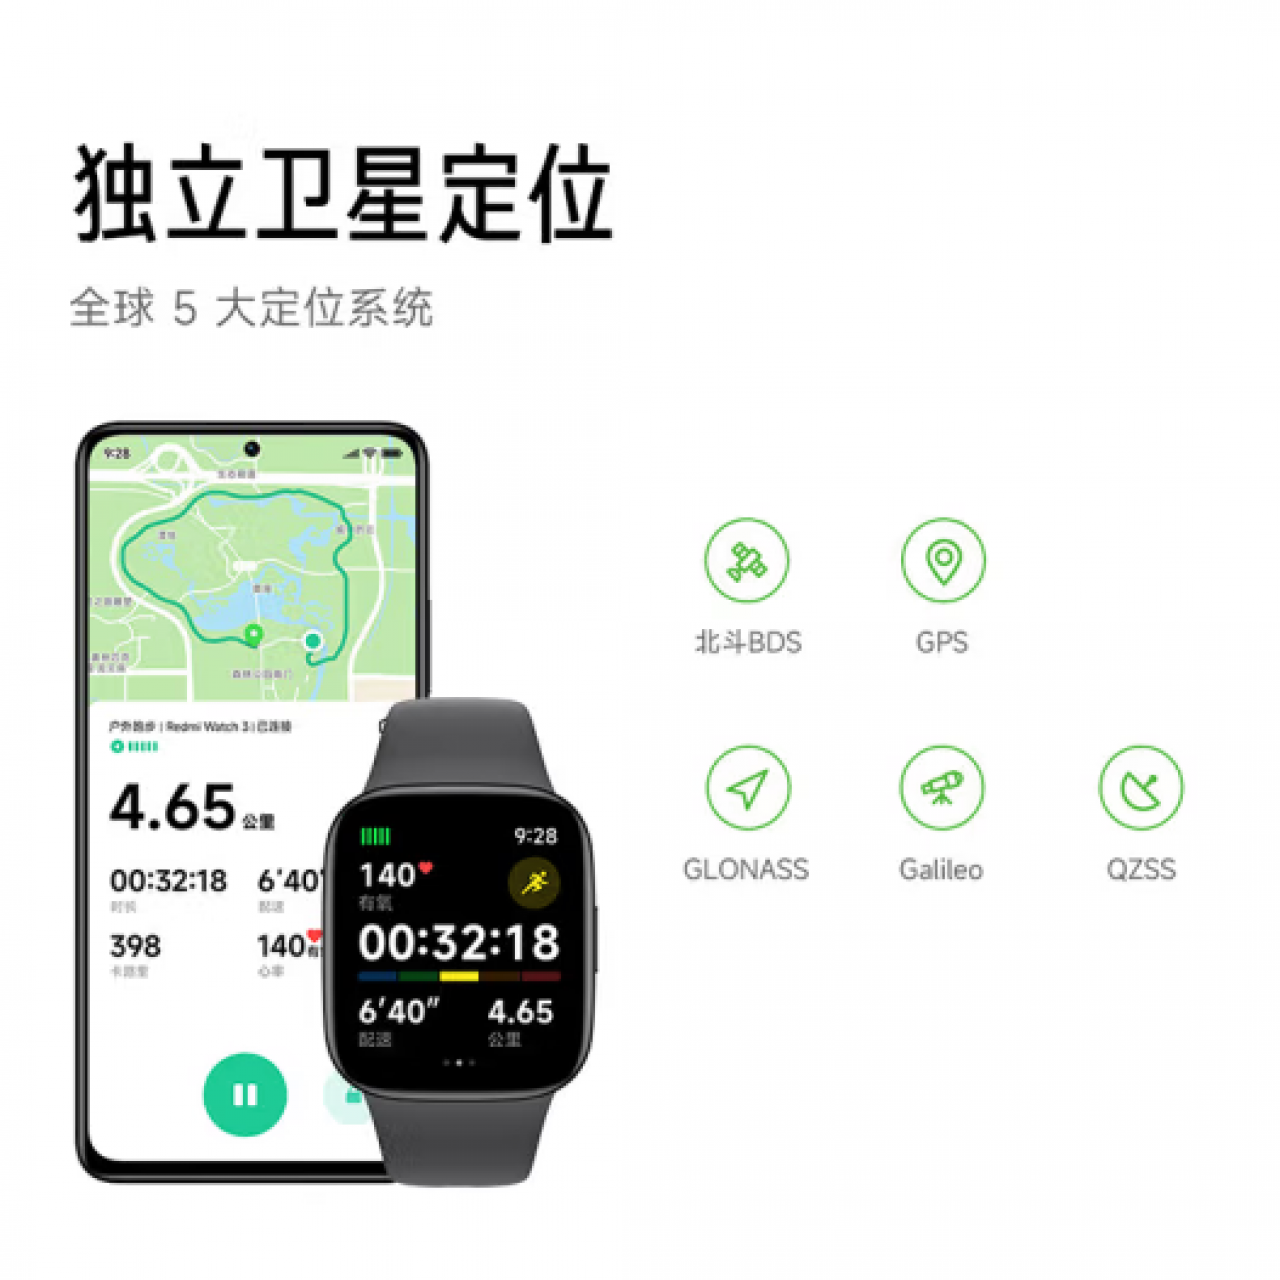 独立卫星定位
全球 5 大定位系统
9:28
户外跑步 | Redmi Watch 3 | 已连接
4.65 公里
00:32:18 6'40"
时长 配速
398 140
卡路里 心率
9:28
140
有氧
00:32:18
6'40" 4.65
配速 公里
北斗BDS GPS
GLONASS Galileo QZSS